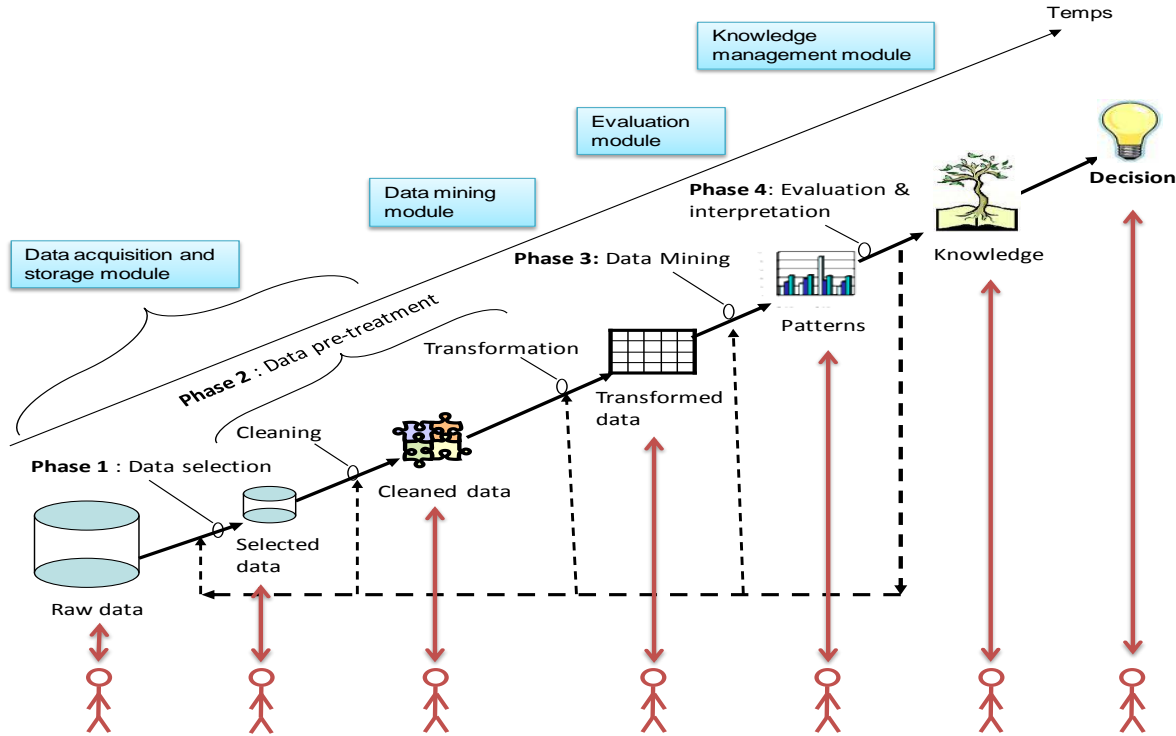 Temps
Knowledge
management module
Evaluation
module
Data mining
module
Data acquisition and
storage module
Decision
Phase 4: Evaluation &
interpretation
Knowledge
Phase 3: Data Mining
Patterns
Phase 2 : Data pre-treatment
Transformation
Transformed
data
Cleaning
Cleaned data
Phase 1 : Data selection
Selected
data
Raw data